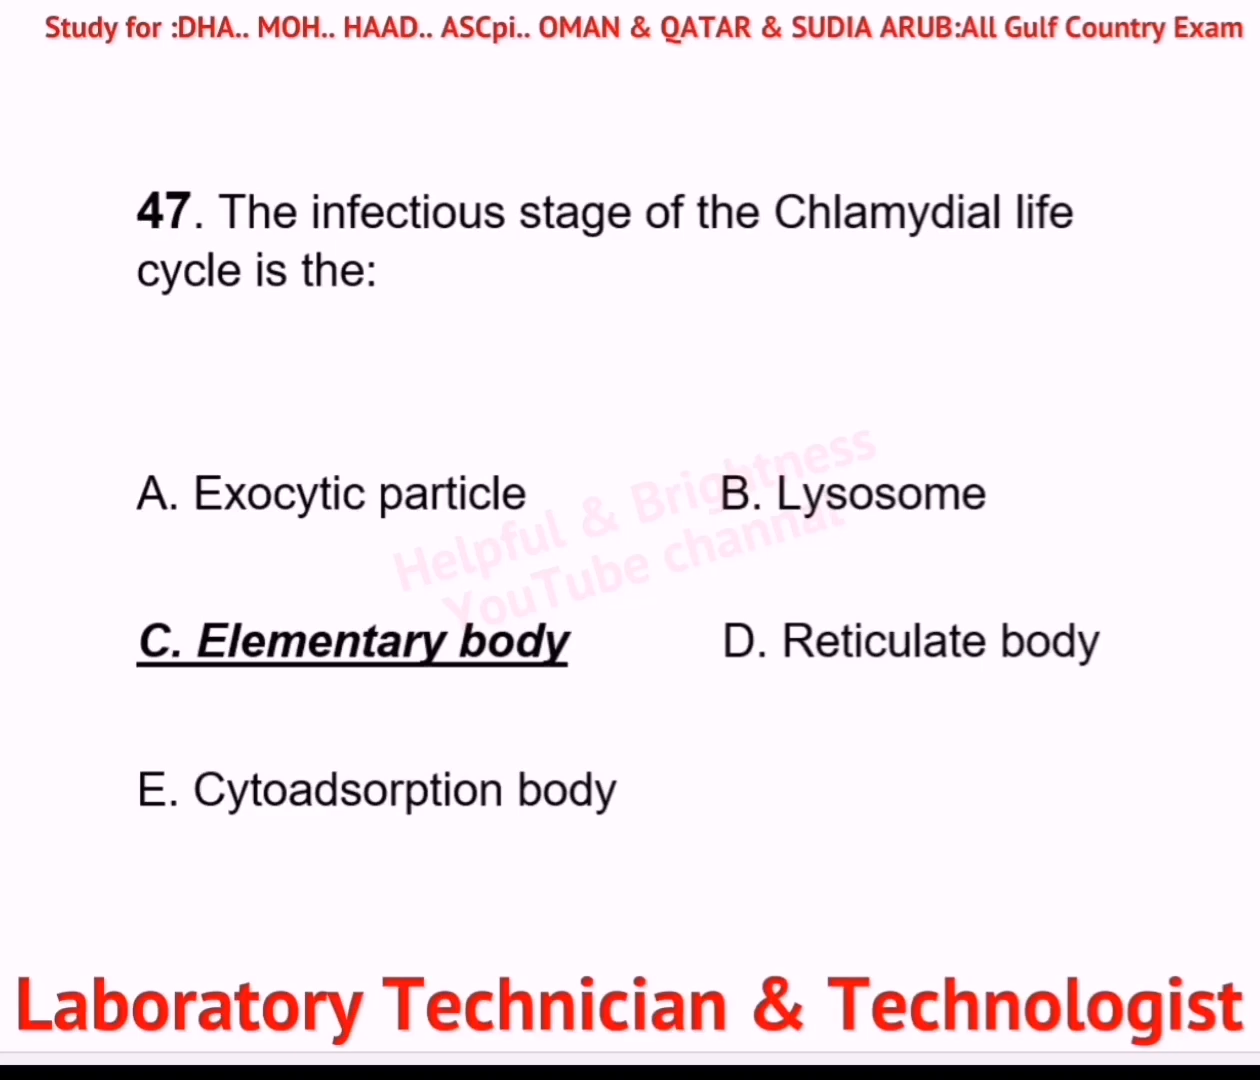 Study for :DHA.. MOH.. HAAD.. ASCpi.. OMAN & QATAR & SUDIA ARUB:All Gulf Country Exam
47. The infectious stage of the Chlamydial life
cycle is the:
A. Exocytic particle
B. Lysosome
Helpful & Brightness
YouTube channal
C. Elementary body
D. Reticulate body
E. Cytoadsorption body
Laboratory Technician & Technologist